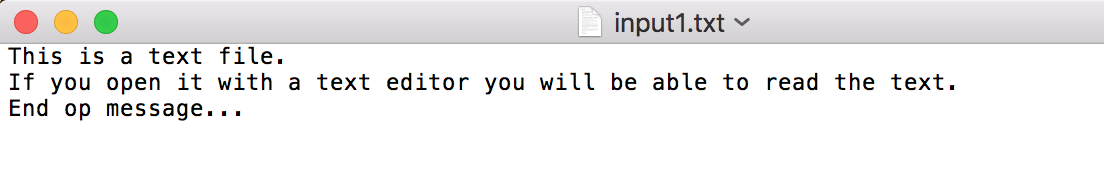 input1.txt
This is a text file.
If you open it with a text editor you will be able to read the text.
End op message...